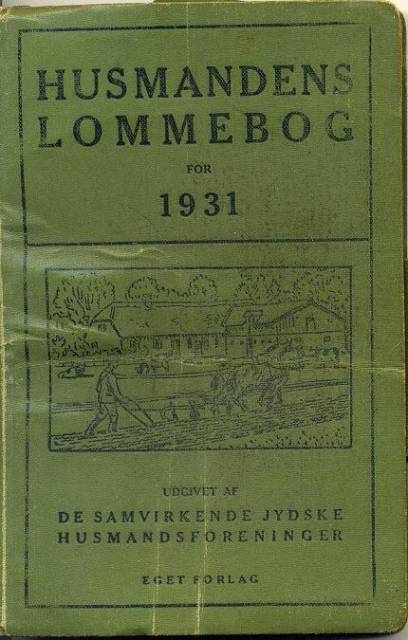 HUSMANDENS
LOMMEBOG
FOR
1931
UDGIVET AF
DE SAMVIRKENDE JYDSKE
HUSMANDSFORENINGER
EGET FORLAG